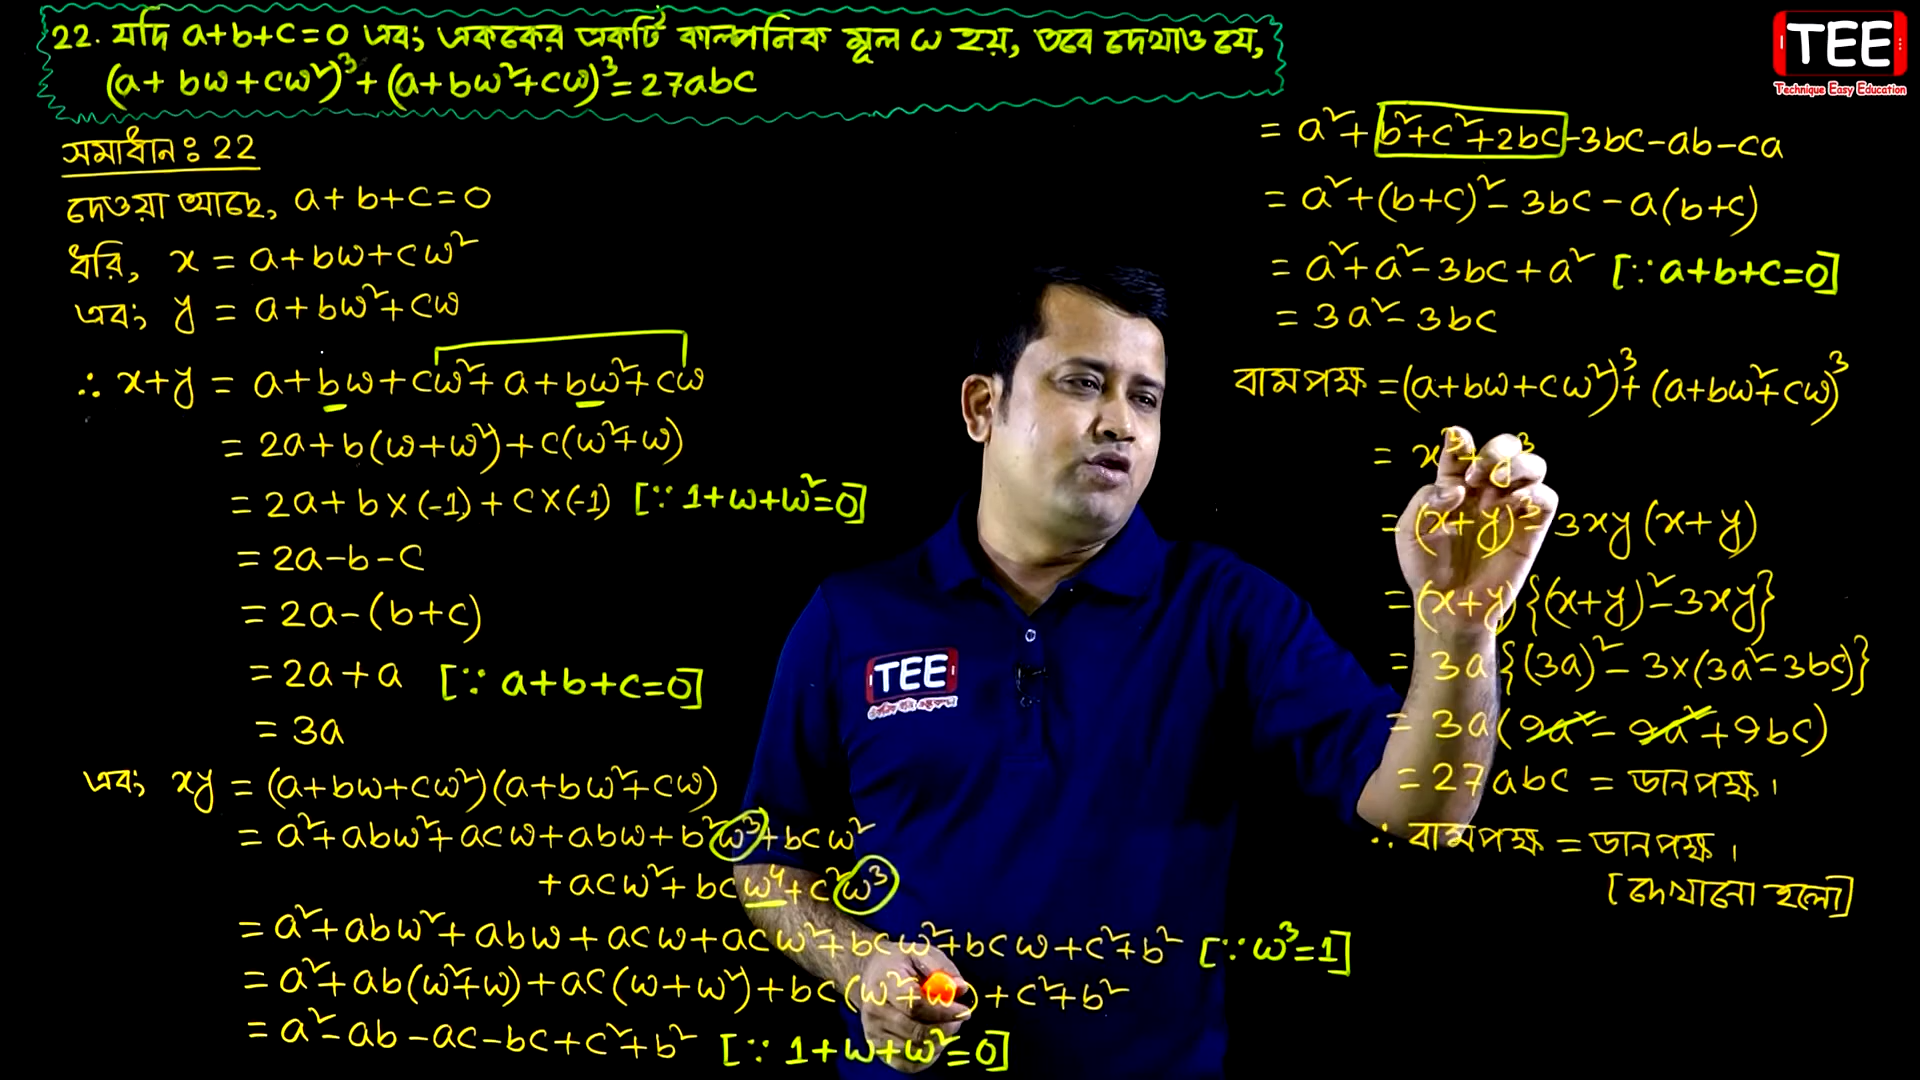 22. যদি a+b+c=0 এবং এককের একটি কাল্পনিক মূল ω হয়, তবে দেখাও যে,
(a+bω+cω²)³+(a+bω²+cω)³=27abc
সমাধান: 22
দেওয়া আছে, a+b+c=0
ধরি, x = a+bω+cω²
এবং y = a+bω²+cω
∴ x+y = a+bω+cω²+a+bω²+cω
= 2a+b(ω+ω²)+c(ω²+ω)
= 2a+b×(-1)+c×(-1) [∵ 1+ω+ω²=0]
= 2a-b-c
= 2a-(b+c)
= 2a+a [∵ a+b+c=0]
= 3a
এবং xy = (a+bω+cω²)(a+bω²+cω)
= a²+abω²+acω+abω+b²ω³+bcω²
+acω²+bcω⁴+c²ω³
= a²+abω²+abω+acω+acω²+bcω²+bcω+c²+b² [∵ ω³=1]
= a²+ab(ω²+ω)+ac(ω+ω²)+bc(ω²+ω)+c²+b²
= a²-ab-ac-bc+c²+b² [∵ 1+ω+ω²=0]
TEE
Technique Easy Education
= a²+b²+c²+2bc-3bc-ab-ca
= a²+(b+c)²-3bc-a(b+c)
= a²+a²-3bc+a² [∵ a+b+c=0]
= 3a²-3bc
বামপক্ষ = (a+bω+cω²)³+(a+bω²+cω)³
= x³+y³
= (x+y)³-3xy(x+y)
= (x+y){(x+y)²-3xy}
= 3a{(3a)²-3×(3a²-3bc)}
= 3a(9a²-9a²+9bc)
= 27abc = ডানপক্ষ।
∴ বামপক্ষ = ডানপক্ষ।
[দেখানো হলো]
TEE